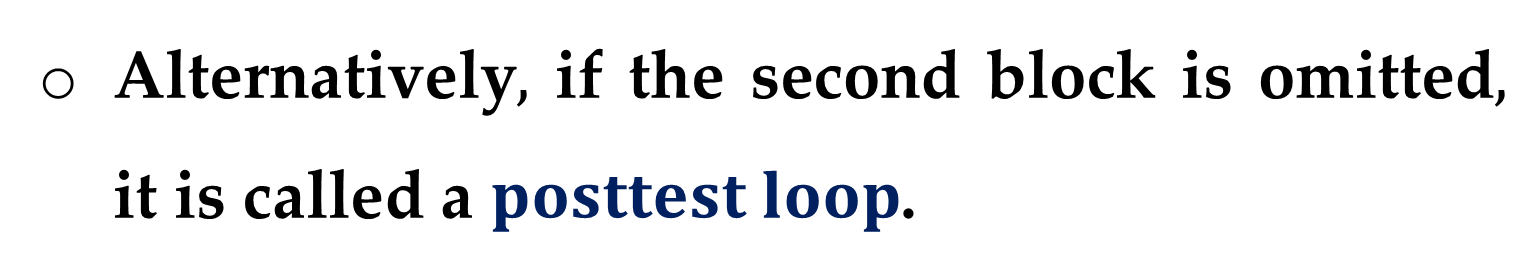 ○ Alternatively, if the second block is omitted,
it is called a posttest loop.